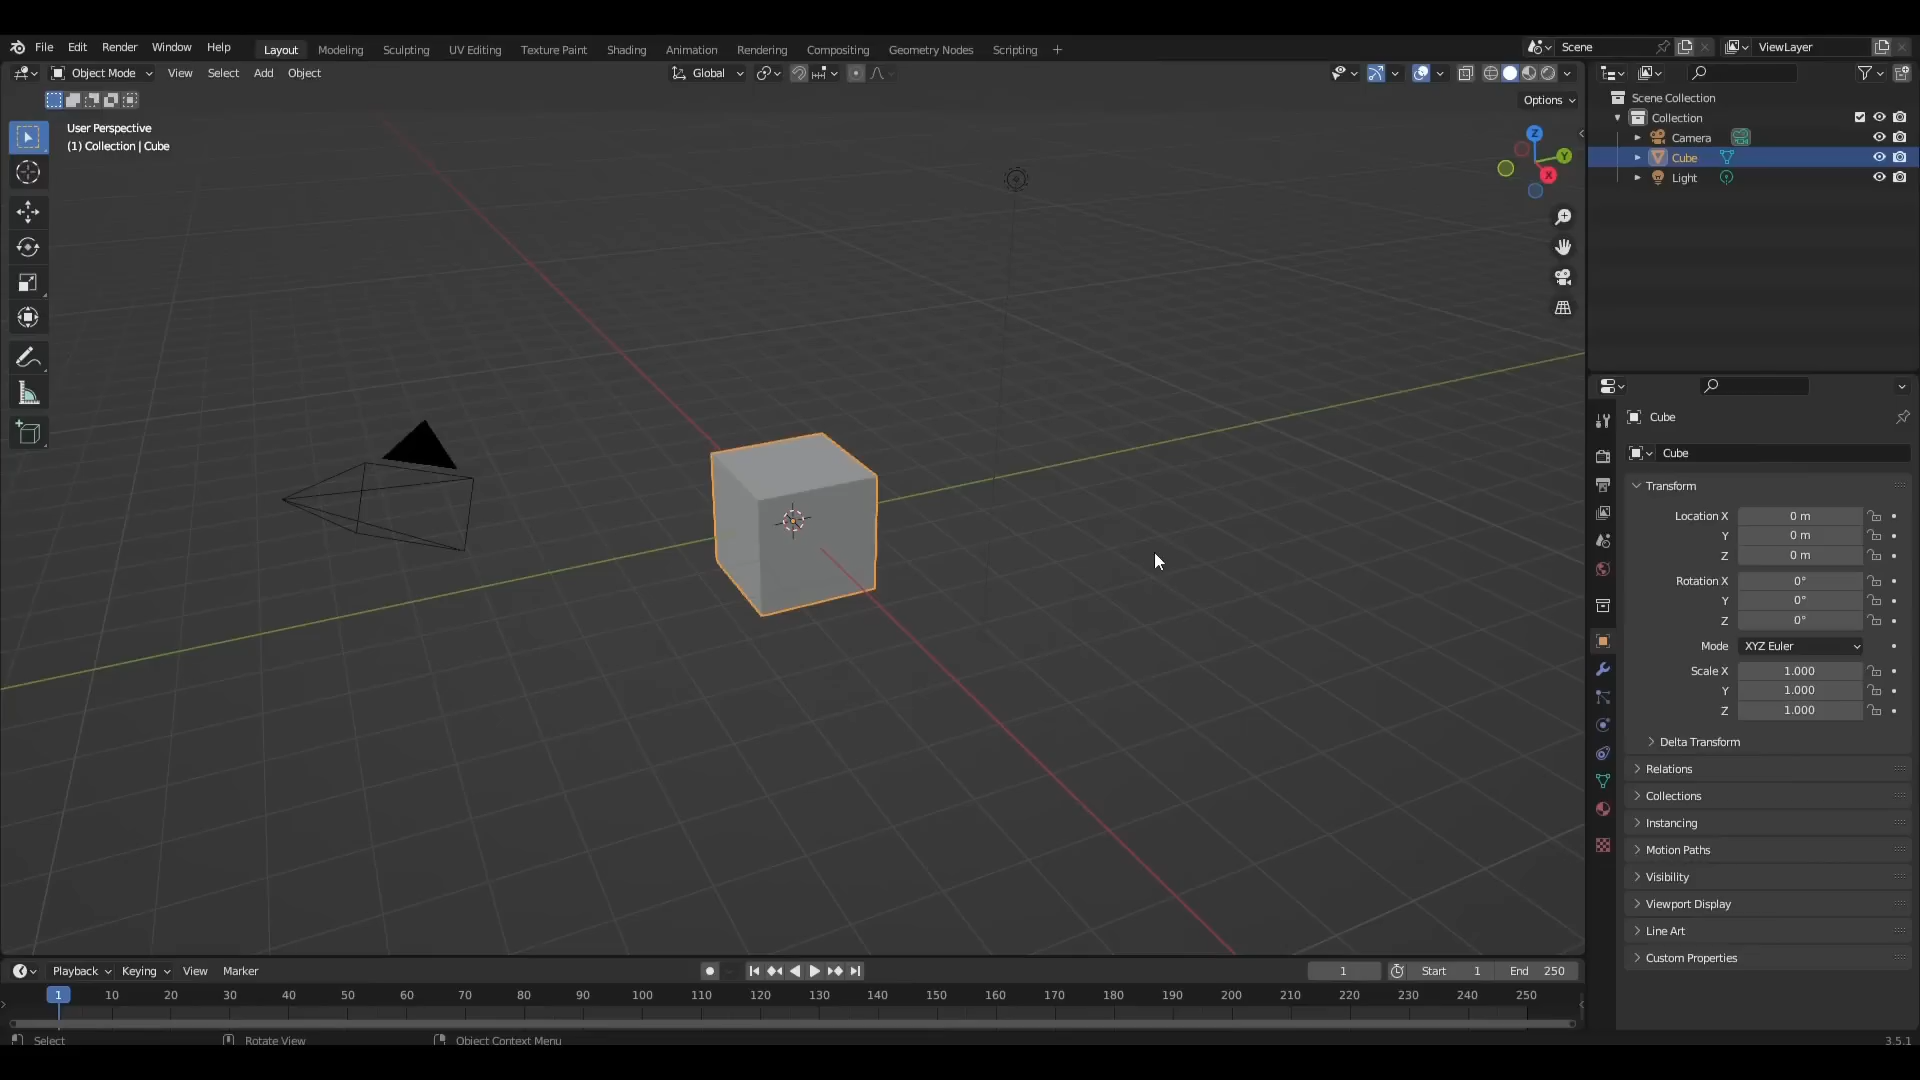 File Edit Render Window Help Layout Modeling Sculpting UV Editing Texture Paint Shading Animation Rendering Compositing Geometry Nodes Scripting Scene ViewLayer
Object Mode View Select Add Object Global
Options
User Perspective
(1) Collection | Cube
Z
Y
X
Scene Collection
Collection
Camera
Cube
Light
Cube
Cube
Transform
Location X 0 m
Y 0 m
Z 0 m
Rotation X 0°
Y 0°
Z 0°
Mode XYZ Euler
Scale X 1.000
Y 1.000
Z 1.000
Delta Transform
Relations
Collections
Instancing
Motion Paths
Visibility
Viewport Display
Line Art
Custom Properties
Playback Keying View Marker 1 Start 1 End 250
1 10 20 30 40 50 60 70 80 90 100 110 120 130 140 150 160 170 180 190 200 210 220 230 240 250
Select Rotate View Object Context Menu 3.5.1